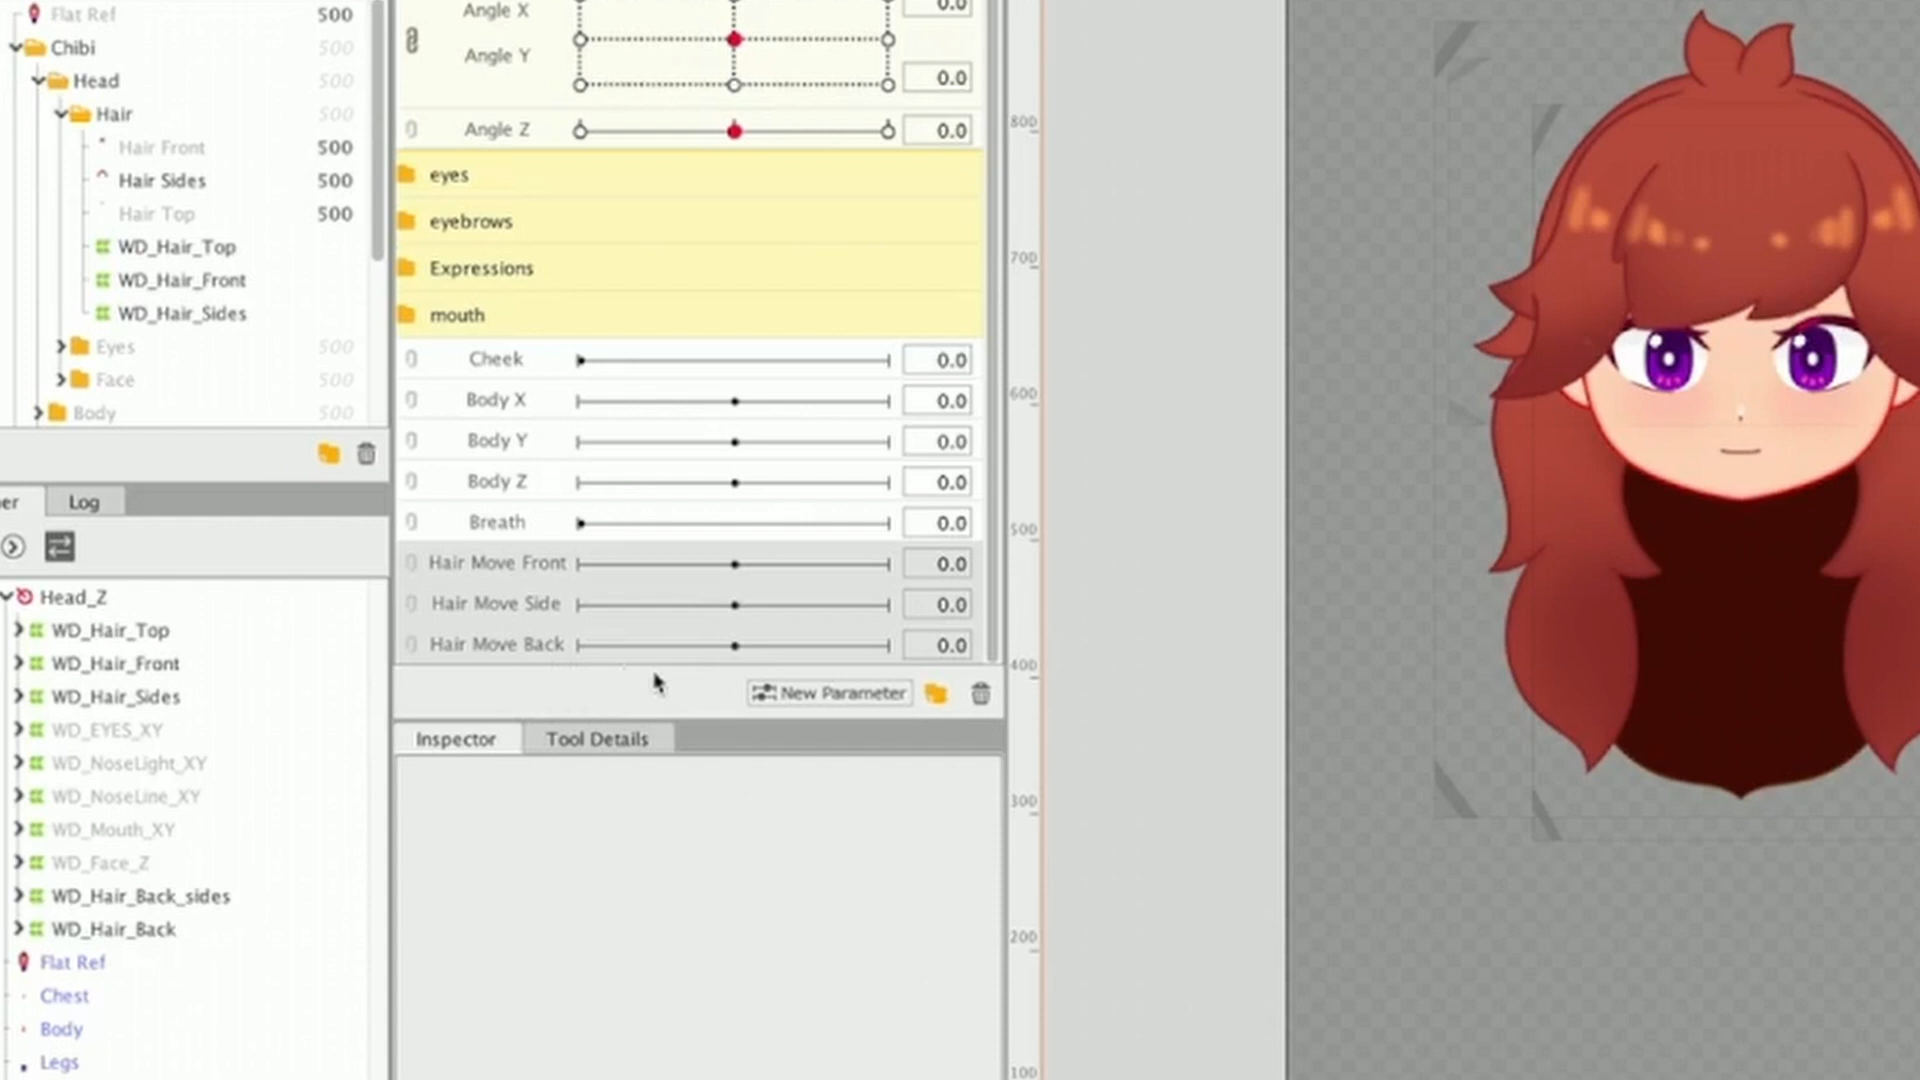 Flat Ref 500
Chibi 500
Head 500
Hair 500
Hair Front 500
Hair Sides 500
Hair Top 500
WD_Hair_Top
WD_Hair_Front
WD_Hair_Sides
Eyes 500
Face 500
Body 500
er Log
Head_Z
WD_Hair_Top
WD_Hair_Front
WD_Hair_Sides
WD_EYES_XY
WD_NoseLight_XY
WD_NoseLine_XY
WD_Mouth_XY
WD_Face_Z
WD_Hair_Back_sides
WD_Hair_Back
Flat Ref
Chest
Body
Legs
Angle X 0.0
Angle Y 0.0
Angle Z 0.0
eyes
eyebrows
Expressions
mouth
Cheek 0.0
Body X 0.0
Body Y 0.0
Body Z 0.0
Breath 0.0
Hair Move Front 0.0
Hair Move Side 0.0
Hair Move Back 0.0
New Parameter
Inspector Tool Details
800
700
600
500
400
300
200
100